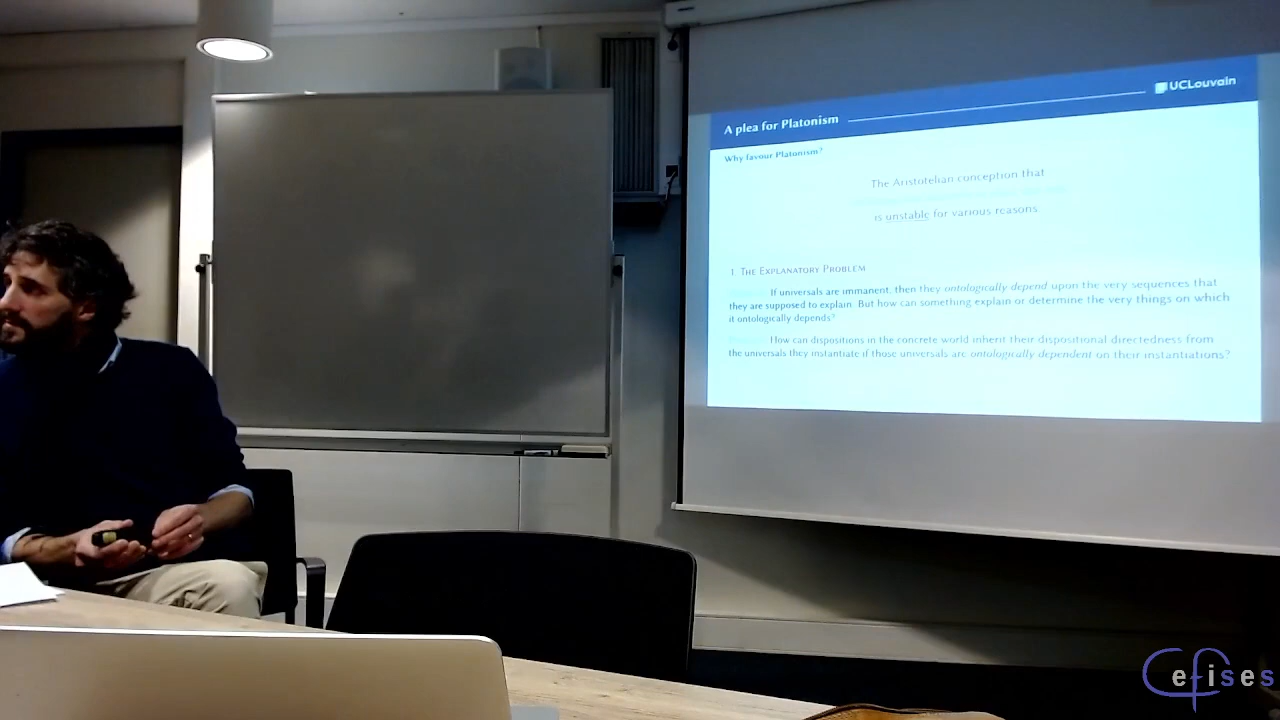 UCLouvain
A plea for Platonism
Why favour Platonism?
The Aristotelian conception that
is unstable for various reasons.
1. The Explanatory Problem
If universals are immanent, then they ontologically depend upon the very sequences that
they are supposed to explain. But how can something explain or determine the very things on which
it ontologically depends?
How can dispositions in the concrete world inherit their dispositional directedness from
the universals they instantiate if those universals are ontologically dependent on their instantiations?
Cefises